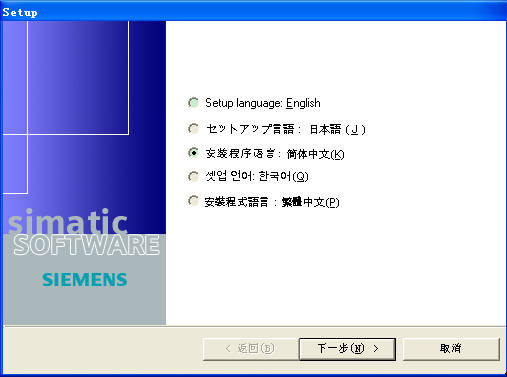 Setup
Setup language: English
セットアップ言語： 日本語 ( J )
安装程序语言: 简体中文(K)
셋업 언어: 한국어(Q)
安裝程式語言：繁體中文(P)
simatic
SOFTWARE
SIEMENS
< 返回(B) 下一步(N) > 取消